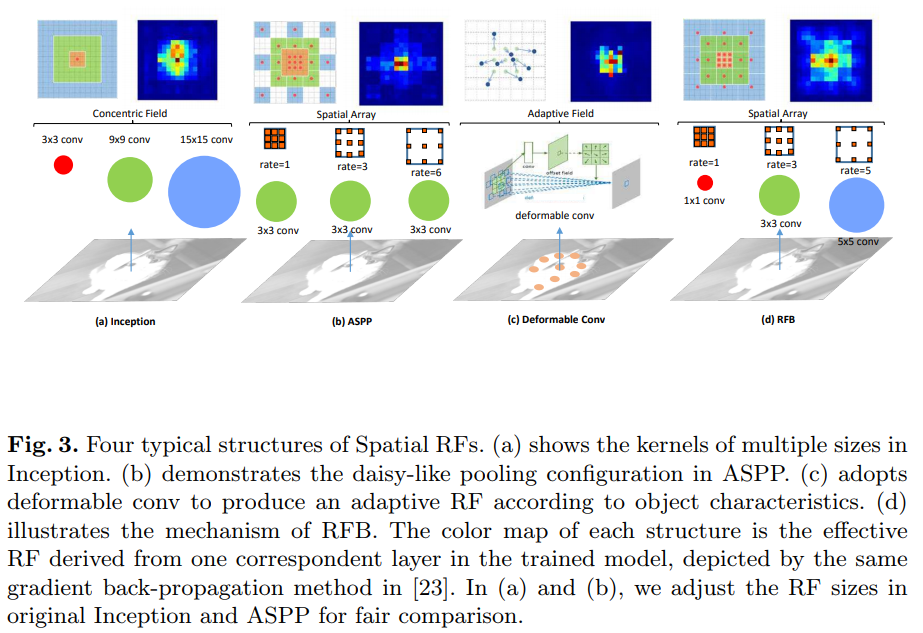 Concentric Field
Spatial Array
Adaptive Field
Spatial Array
3x3 conv
9x9 conv
15x15 conv
rate=1
rate=3
rate=6
3x3 conv
3x3 conv
3x3 conv
conv
offset field
deformable conv
rate=1
rate=3
rate=5
1x1 conv
3x3 conv
5x5 conv
(a) Inception
(b) ASPP
(c) Deformable Conv
(d) RFB
Fig. 3. Four typical structures of Spatial RFs. (a) shows the kernels of multiple sizes in
Inception. (b) demonstrates the daisy-like pooling configuration in ASPP. (c) adopts
deformable conv to produce an adaptive RF according to object characteristics. (d)
illustrates the mechanism of RFB. The color map of each structure is the effective
RF derived from one correspondent layer in the trained model, depicted by the same
gradient back-propagation method in [23]. In (a) and (b), we adjust the RF sizes in
original Inception and ASPP for fair comparison.